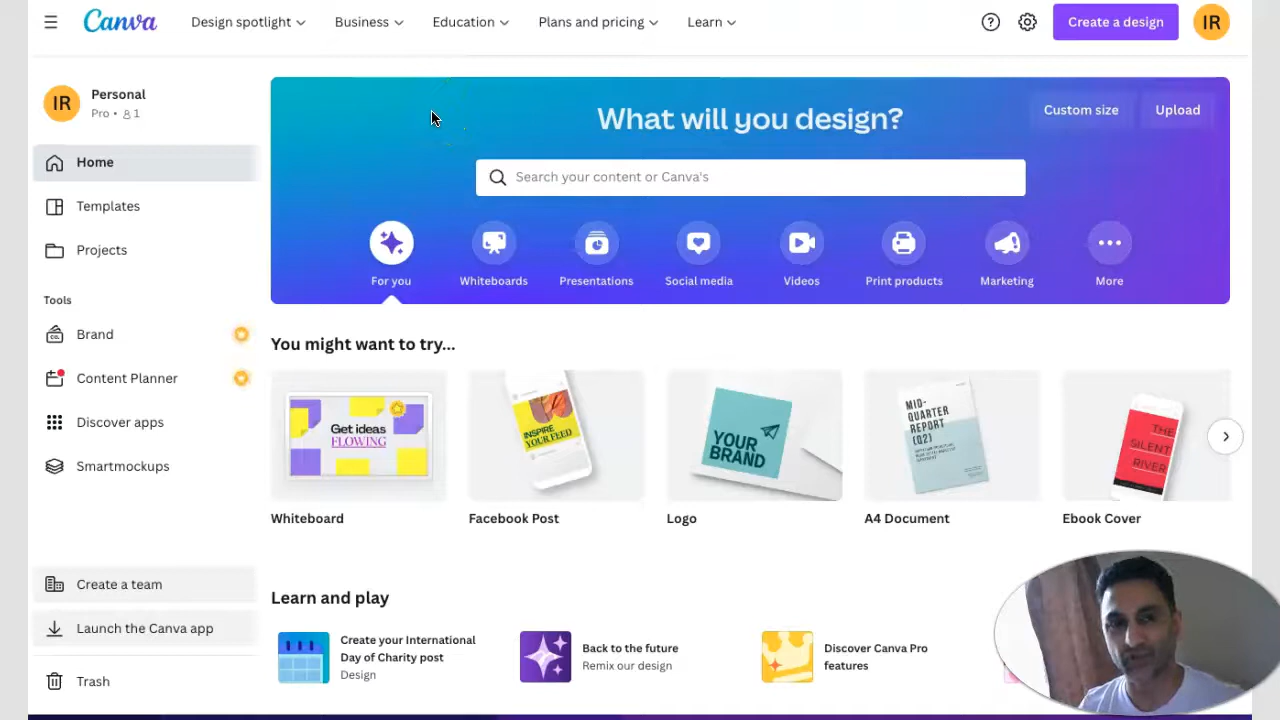 Canva
Design spotlight
Business
Education
Plans and pricing
Learn
Create a design
IR
IR
Personal
Pro • 1
Home
Templates
Projects
Tools
Brand
Content Planner
Discover apps
Smartmockups
Create a team
Launch the Canva app
Trash
What will you design?
Custom size
Upload
Search your content or Canva's
For you
Whiteboards
Presentations
Social media
Videos
Print products
Marketing
More
You might want to try...
Get ideas
FLOWING
Whiteboard
INSPIRE
YOUR FEED
Facebook Post
YOUR
BRAND
Logo
MID-
QUARTER
REPORT
(Q2)
A4 Document
THE
SILENT
RIVER
Ebook Cover
Learn and play
Create your International
Day of Charity post
Design
Back to the future
Remix our design
Discover Canva Pro
features